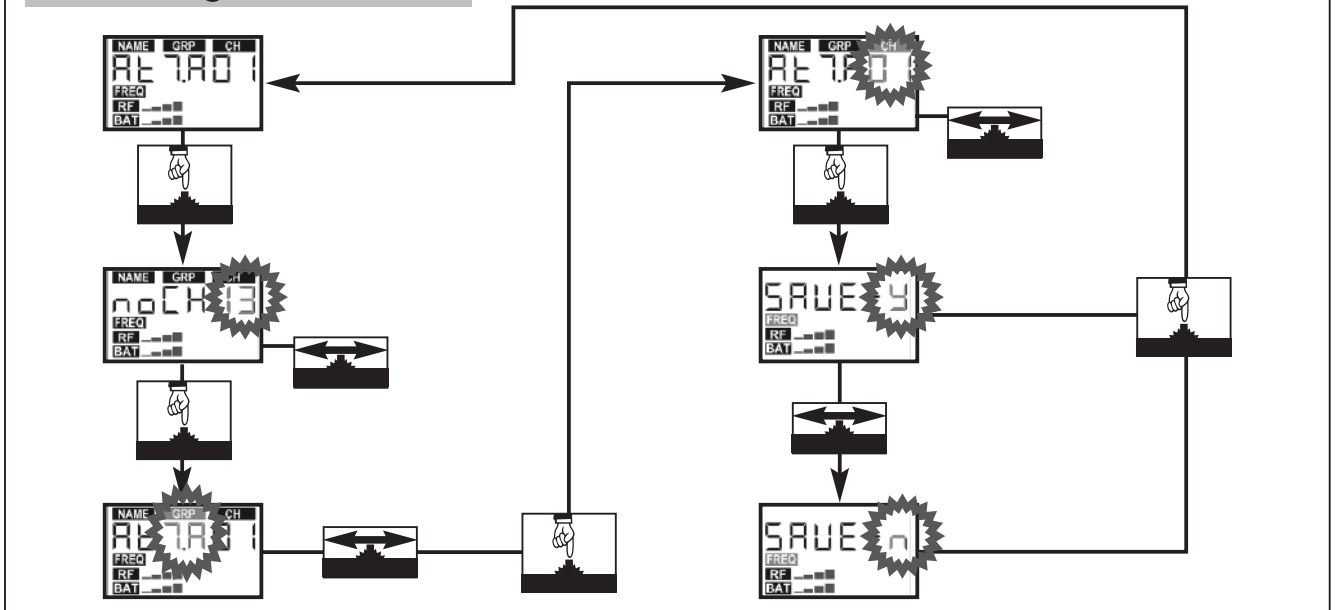 NAME GRP CH
At 7.A01
FREQ
RF
BAT
NAME GRP CH
noCH 13
FREQ
RF
BAT
NAME GRP CH
At 7.A01
FREQ
RF
BAT
NAME GRP CH
At 7.A01
FREQ
RF
BAT
SAVE y
FREQ
RF
BAT
SAVE n
FREQ
RF
BAT